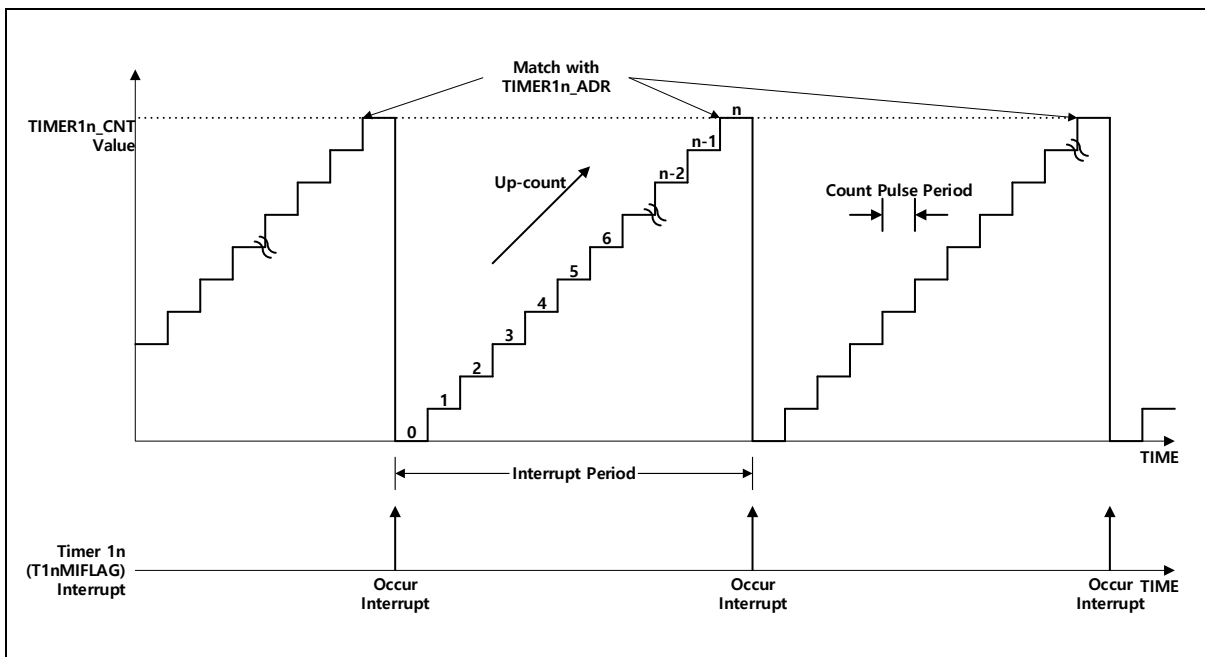 Match with
TIMER1n_ADR
TIMER1n_CNT
Value
n
n-1
n-2
Up-count
Count Pulse Period
6
5
4
3
2
1
0
TIME
Interrupt Period
Timer 1n
(T1nMIFLAG)
Interrupt
Occur
Interrupt
Occur
Interrupt
Occur
Interrupt
TIME